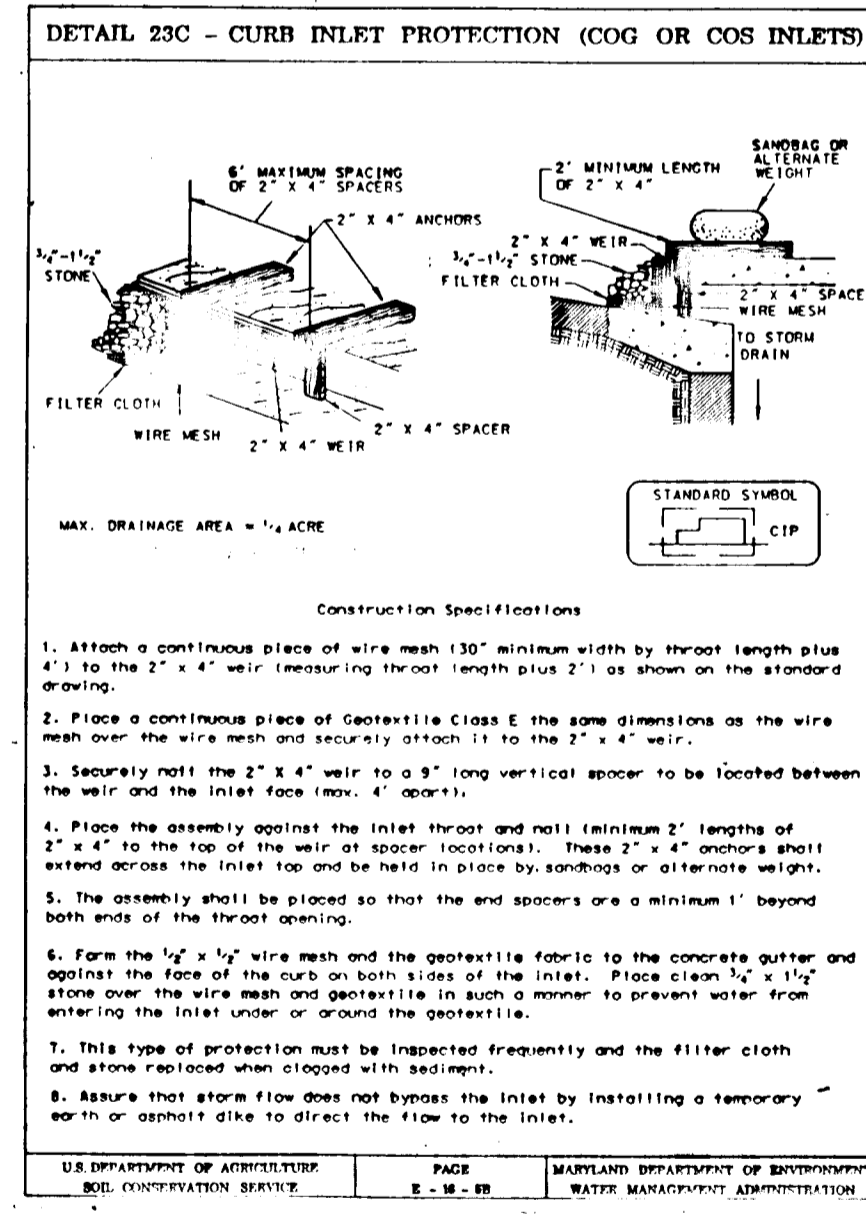 DETAIL 23C - CURB INLET PROTECTION (COG OR COS INLETS)
6' MAXIMUM SPACING
OF 2" X 4" SPACERS
2" X 4" ANCHORS
3/4"-1 1/2"
STONE
FILTER CLOTH
WIRE MESH
2" X 4" WEIR
2" X 4" SPACER
2' MINIMUM LENGTH
OF 2" X 4"
SANDBAG OR
ALTERNATE
WEIGHT
2" X 4" WEIR
3/4"-1 1/2" STONE
FILTER CLOTH
2" X 4" SPACE
WIRE MESH
TO STORM
DRAIN
MAX. DRAINAGE AREA = 1/4 ACRE
STANDARD SYMBOL
CIP
Construction Specifications
1. Attach a continuous piece of wire mesh (30" minimum width by throat length plus
4') to the 2" x 4" weir (measuring throat length plus 2') as shown on the standard
drawing.
2. Place a continuous piece of Geotextile Class E the same dimensions as the wire
mesh over the wire mesh and securely attach it to the 2" x 4" weir.
3. Securely nail the 2" X 4" weir to a 9" long vertical spacer to be located between
the weir and the inlet face (max. 4' apart).
4. Place the assembly against the inlet throat and nail (minimum 2' lengths of
2" x 4" to the top of the weir at spacer locations). These 2" x 4" anchors shall
extend across the inlet top and be held in place by sandbags or alternate weight.
5. The assembly shall be placed so that the end spacers are a minimum 1' beyond
both ends of the throat opening.
6. Form the 1/2" x 1/2" wire mesh and the geotextile fabric to the concrete gutter and
against the face of the curb on both sides of the inlet. Place clean 3/4" x 1 1/2"
stone over the wire mesh and geotextile in such a manner to prevent water from
entering the inlet under or around the geotextile.
7. This type of protection must be inspected frequently and the filter cloth
and stone replaced when clogged with sediment.
8. Assure that storm flow does not bypass the inlet by installing a temporary
earth or asphalt dike to direct the flow to the inlet.
U.S. DEPARTMENT OF AGRICULTURE
SOIL CONSERVATION SERVICE
PAGE
E - 16 - 5B
MARYLAND DEPARTMENT OF ENVIRONMENT
WATER MANAGEMENT ADMINISTRATION